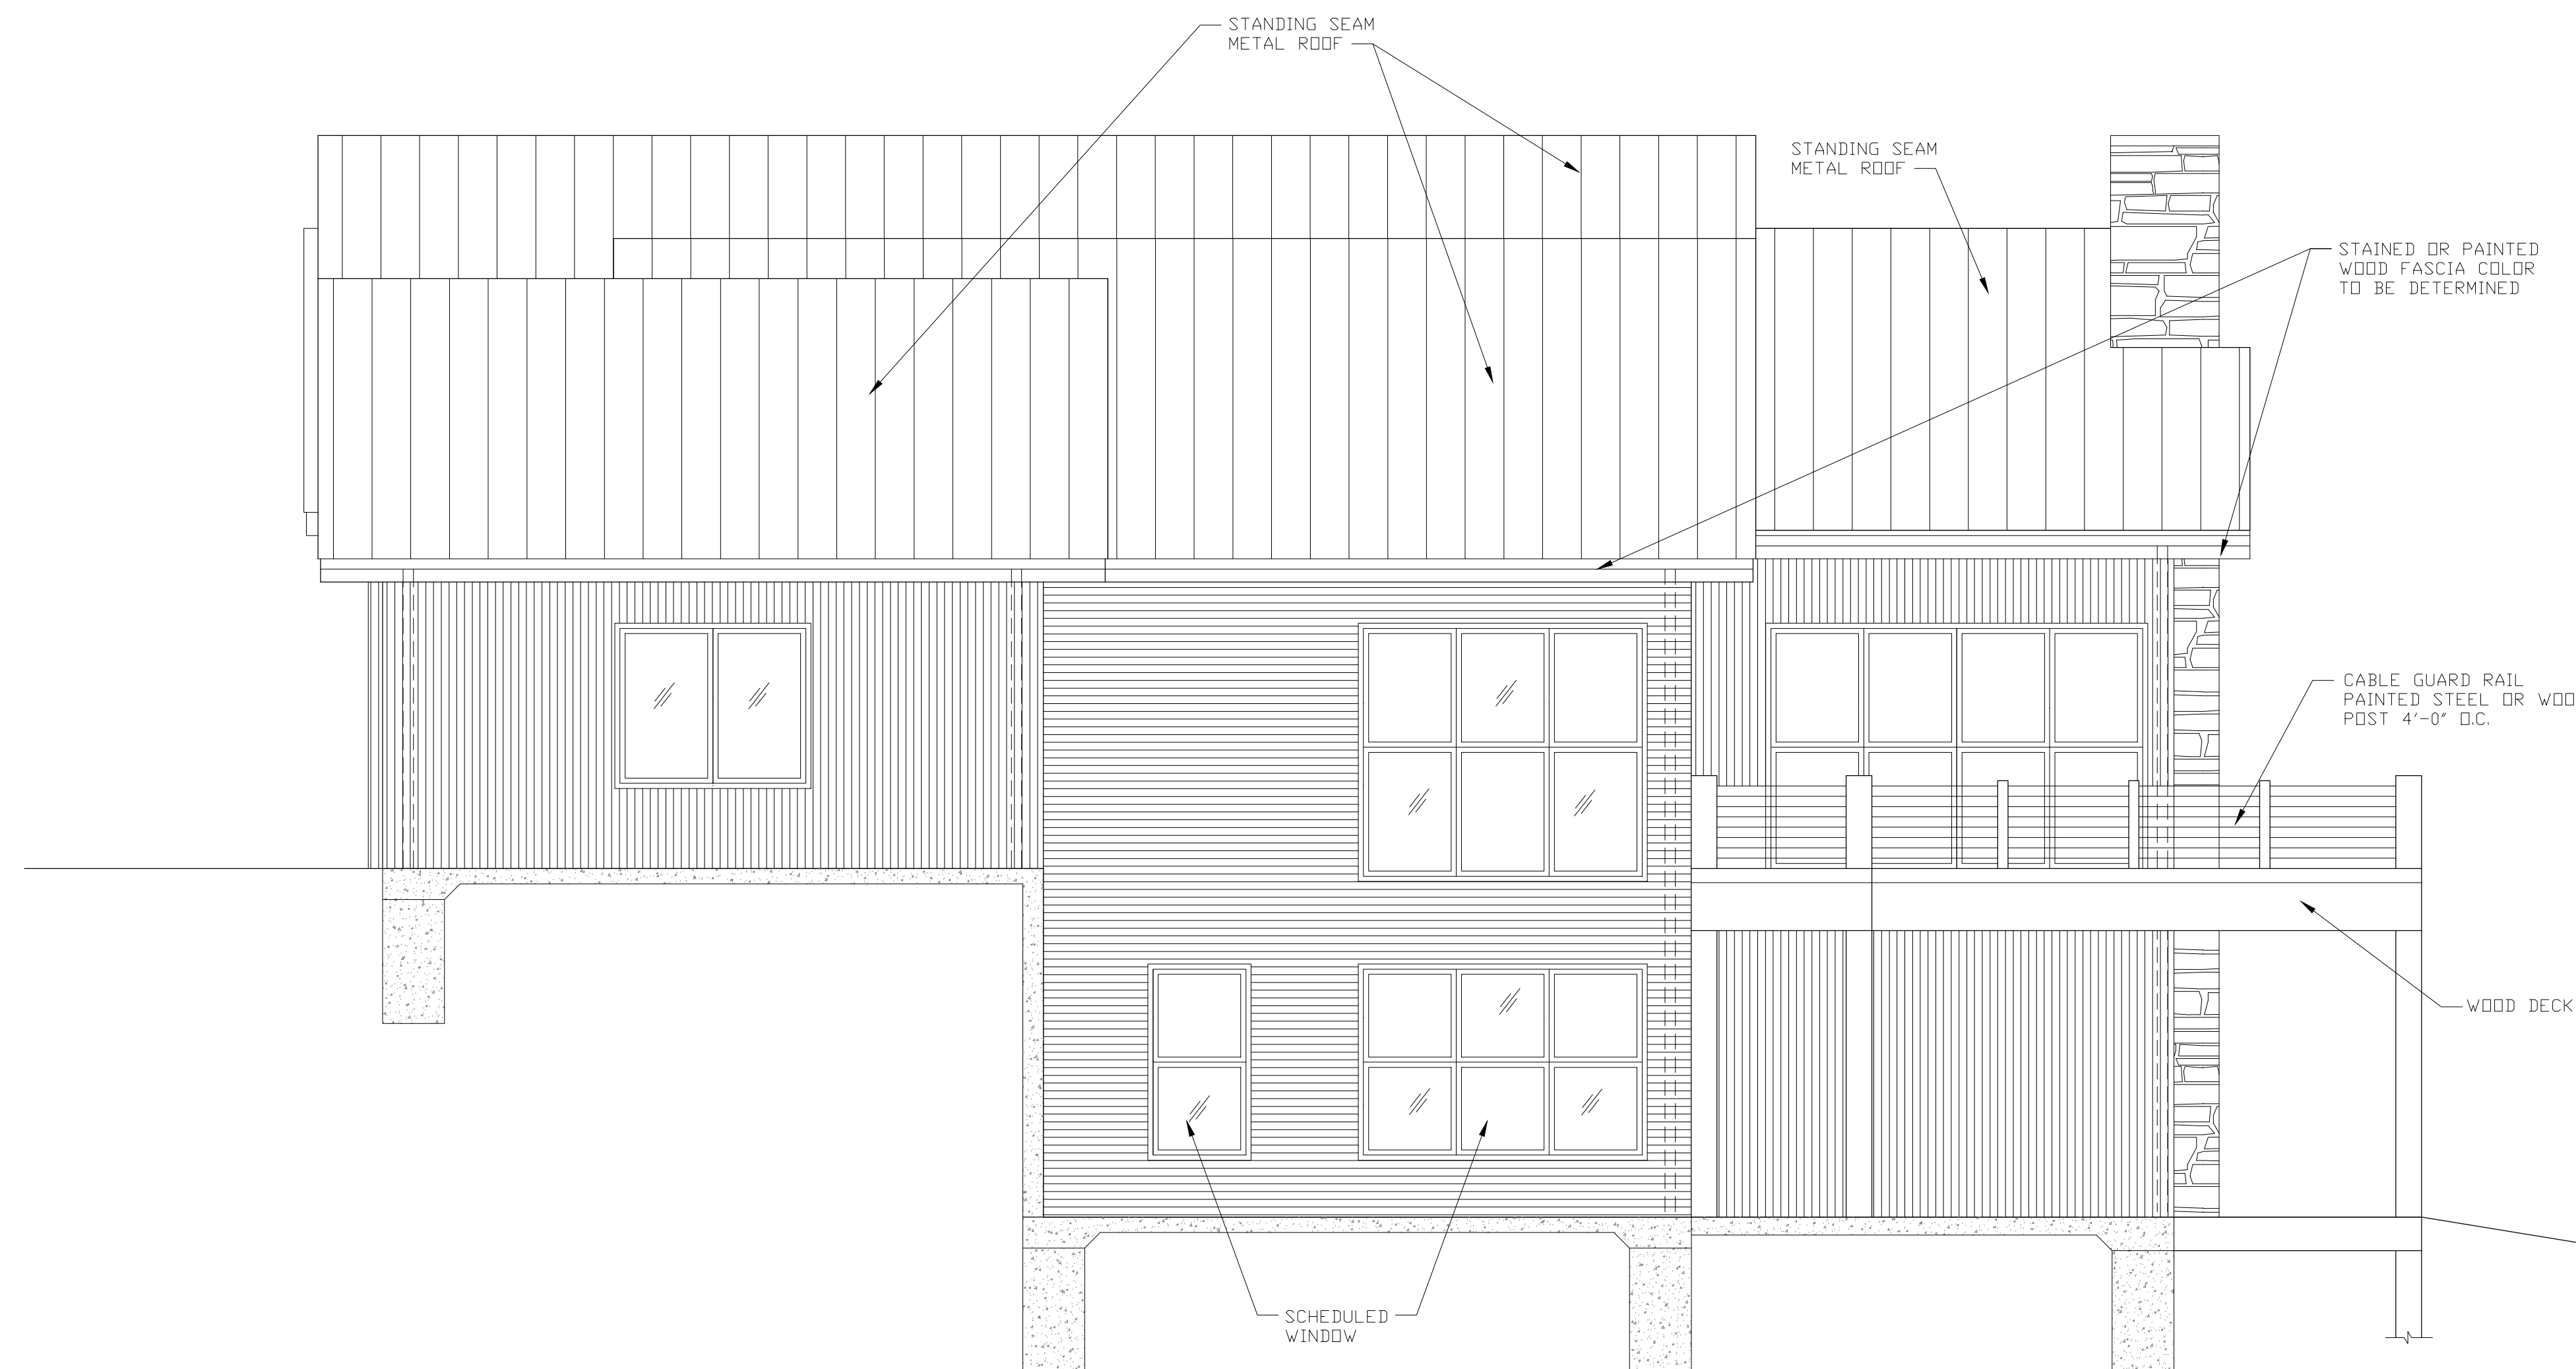 STANDING SEAM
METAL ROOF
STANDING SEAM
METAL ROOF
STAINED OR PAINTED
WOOD FASCIA COLOR
TO BE DETERMINED
CABLE GUARD RAIL
PAINTED STEEL OR WOO
POST 4'-0" O.C.
WOOD DECK
SCHEDULED
WINDOW